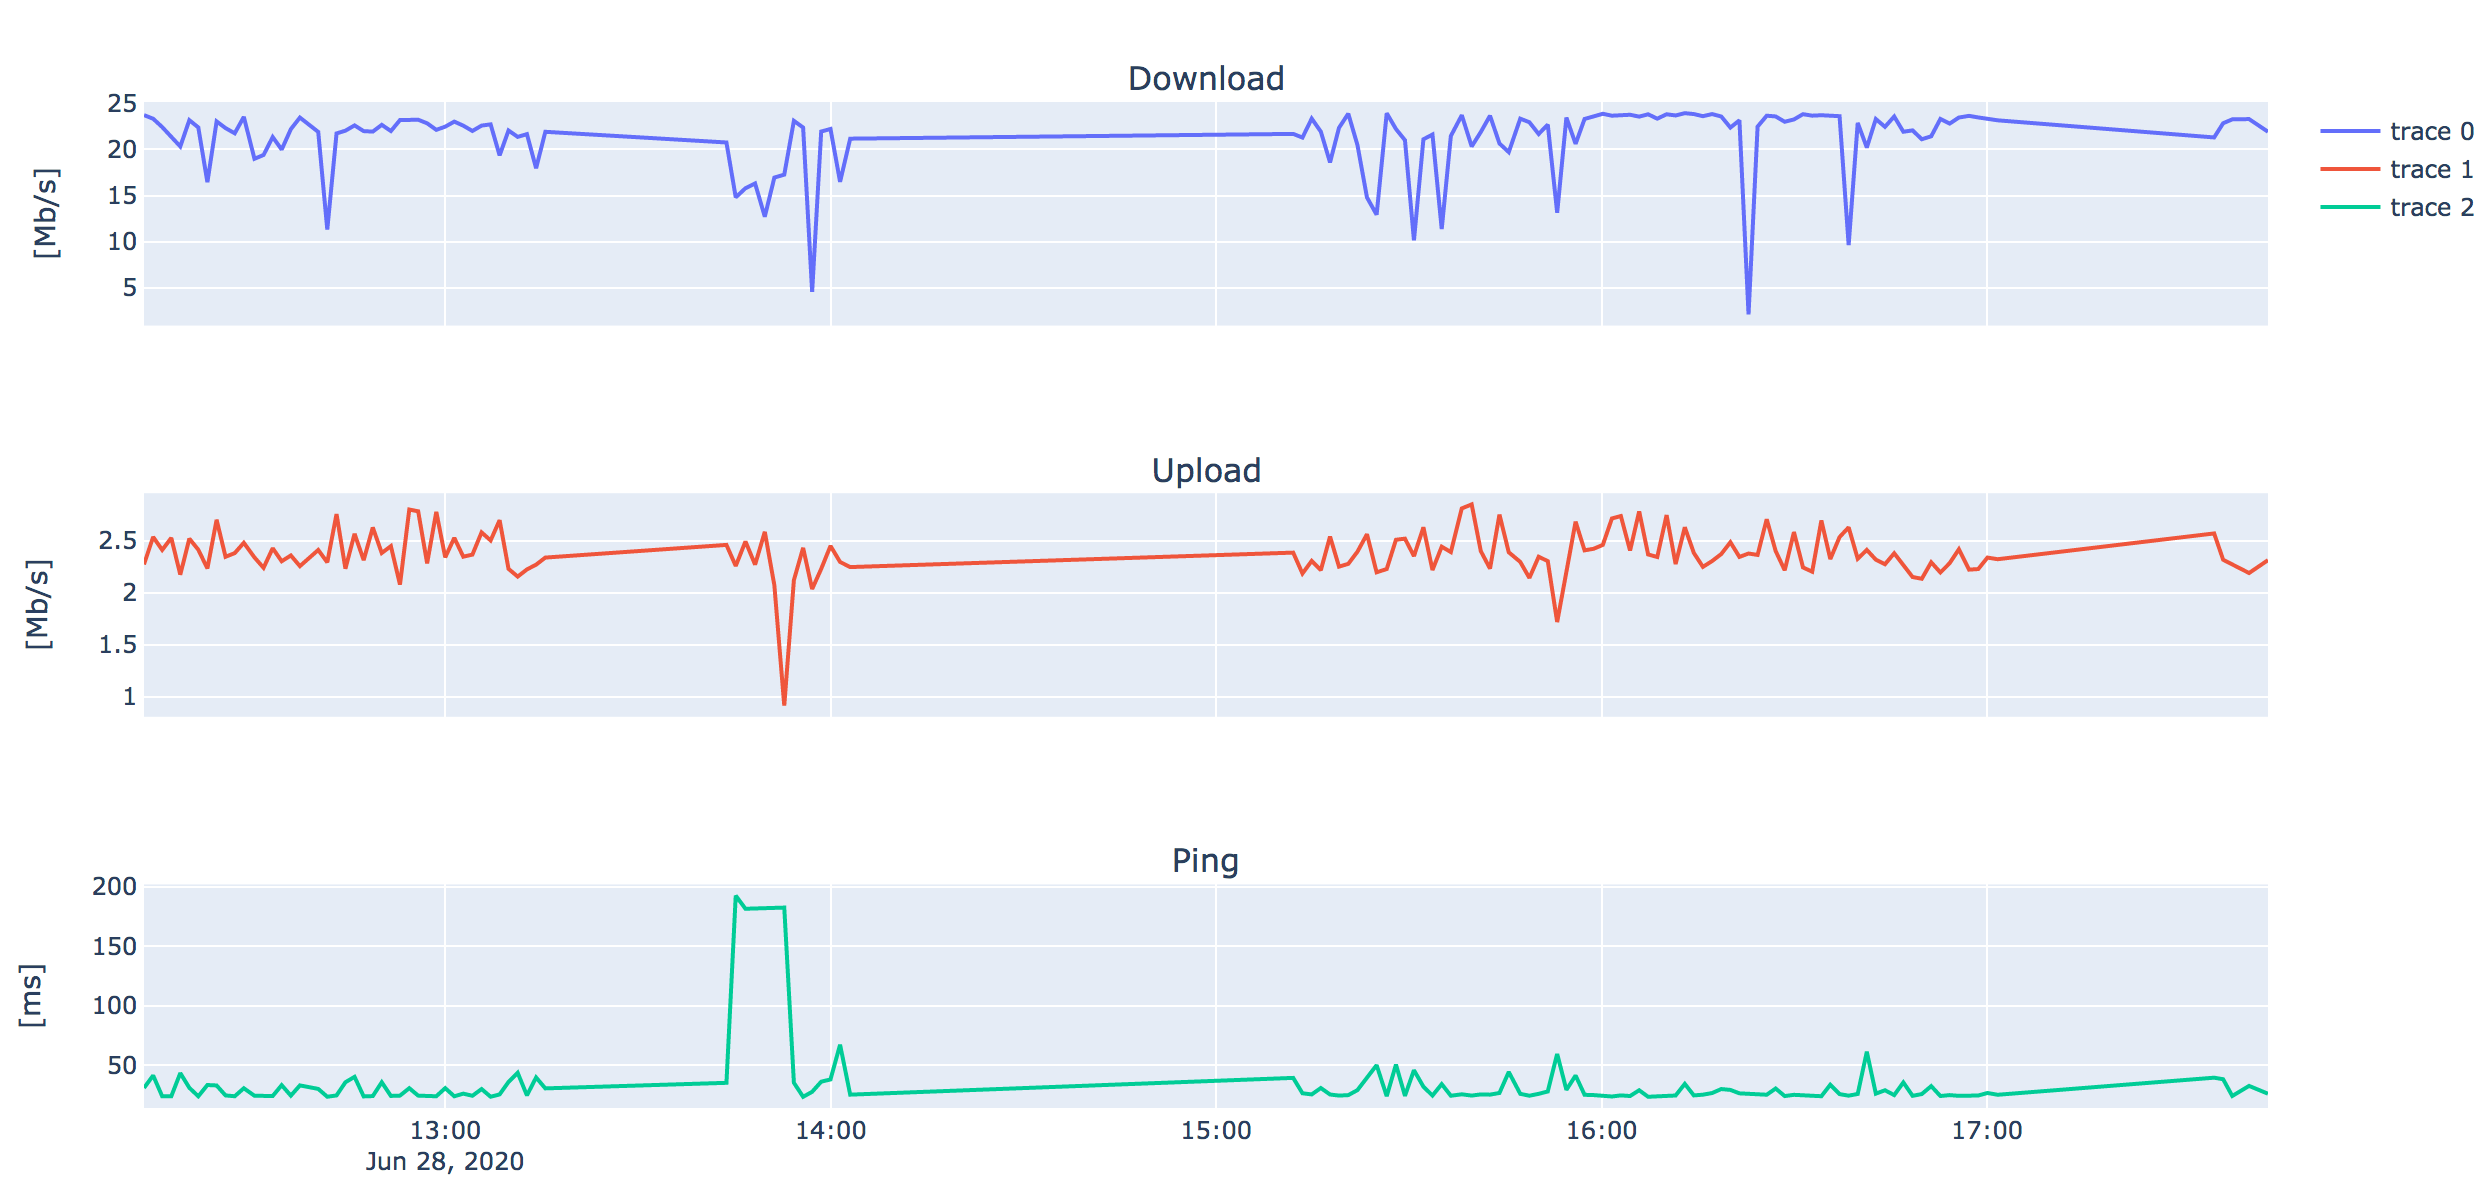 Download
25
20
15
10
5
[Mb/s]
trace 0
trace 1
trace 2
Upload
2.5
2
1.5
1
[Mb/s]
Ping
200
150
100
50
[ms]
13:00 14:00 15:00 16:00 17:00
Jun 28, 2020